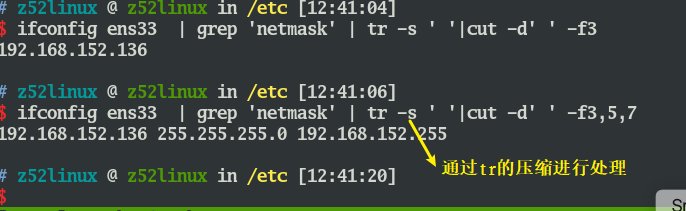 # z52linux @ z52linux in /etc [12:41:04]
$ ifconfig ens33  | grep 'netmask' | tr -s ' '|cut -d' ' -f3
192.168.152.136
# z52linux @ z52linux in /etc [12:41:06]
$ ifconfig ens33  | grep 'netmask' | tr -s ' '|cut -d' ' -f3,5,7
192.168.152.136 255.255.255.0 192.168.152.255
通过tr的压缩进行处理
# z52linux @ z52linux in /etc [12:41:20]
$